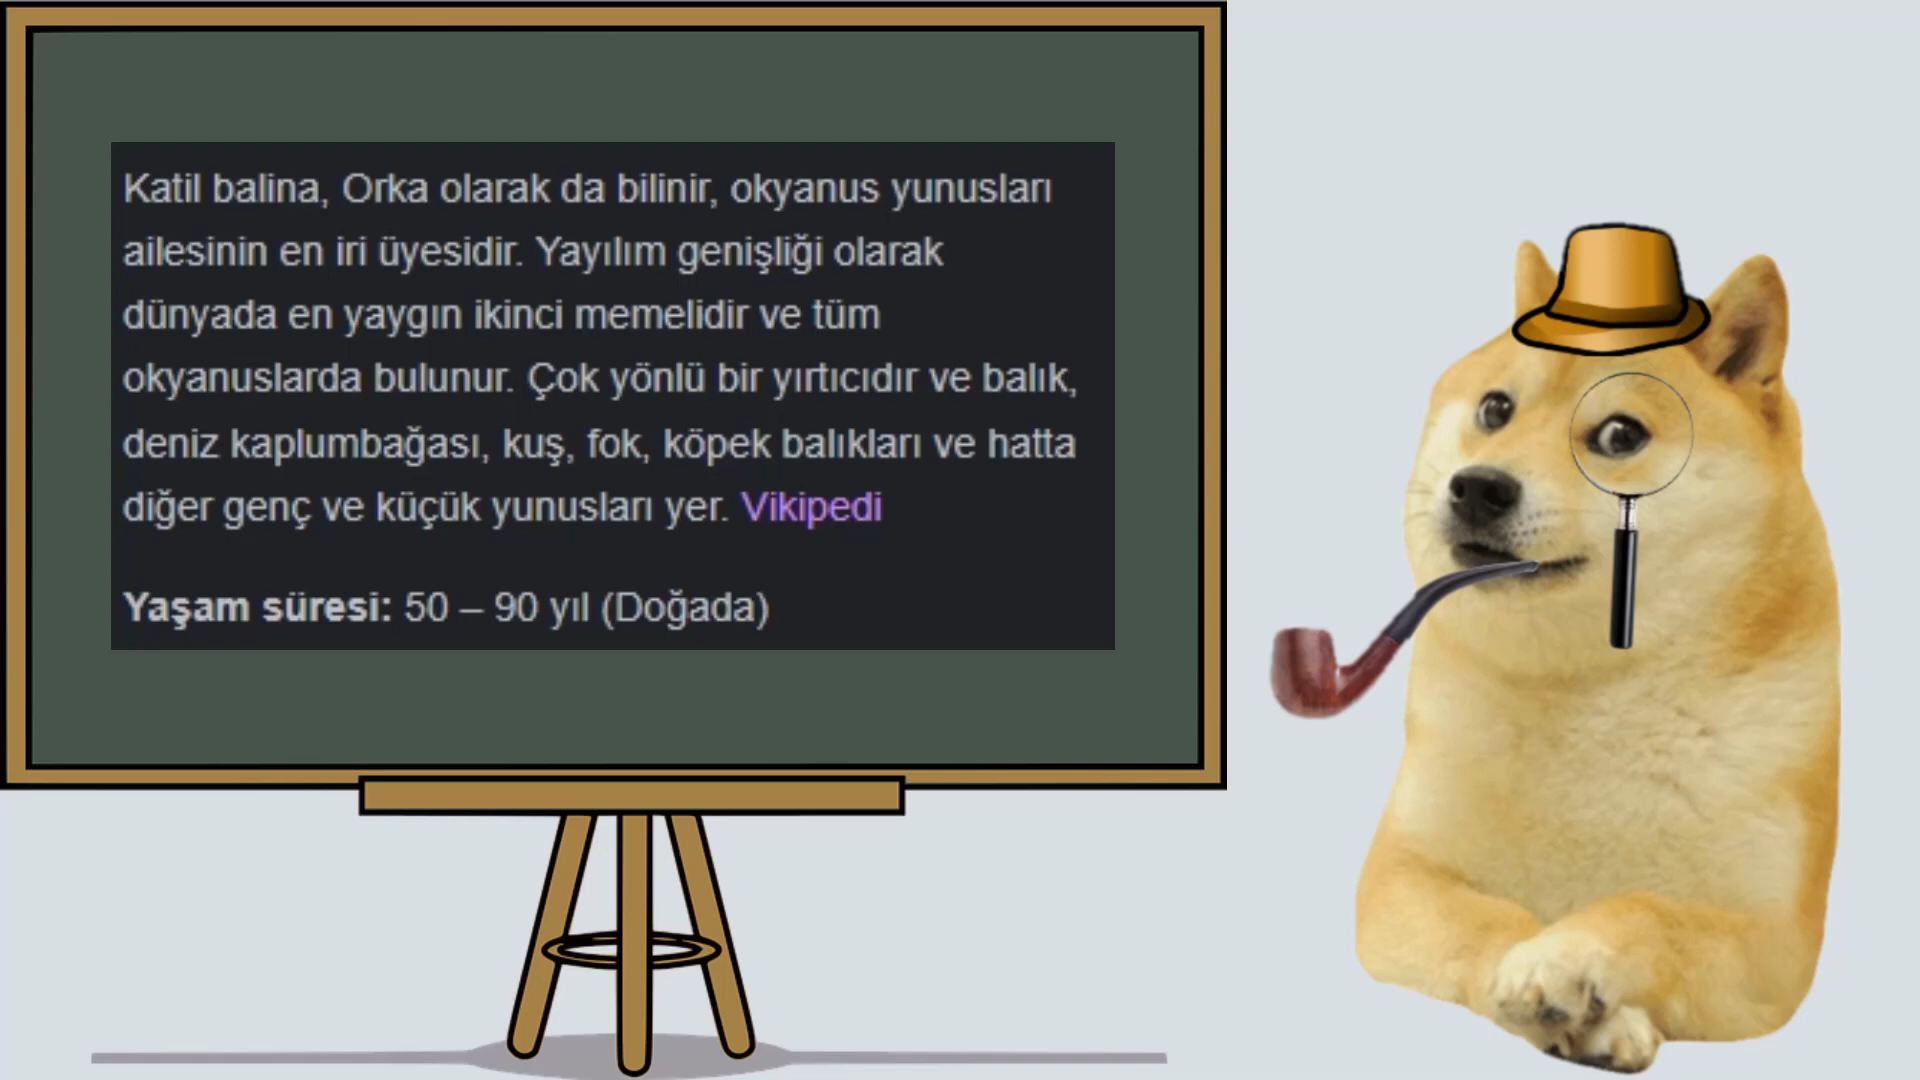 Katil balina, Orka olarak da bilinir, okyanus yunusları
ailesinin en iri üyesidir. Yayılım genişliği olarak
dünyada en yaygın ikinci memelidir ve tüm
okyanuslarda bulunur. Çok yönlü bir yırtıcıdır ve balık,
deniz kaplumbağası, kuş, fok, köpek balıkları ve hatta
diğer genç ve küçük yunusları yer. Vikipedi
Yaşam süresi: 50 – 90 yıl (Doğada)